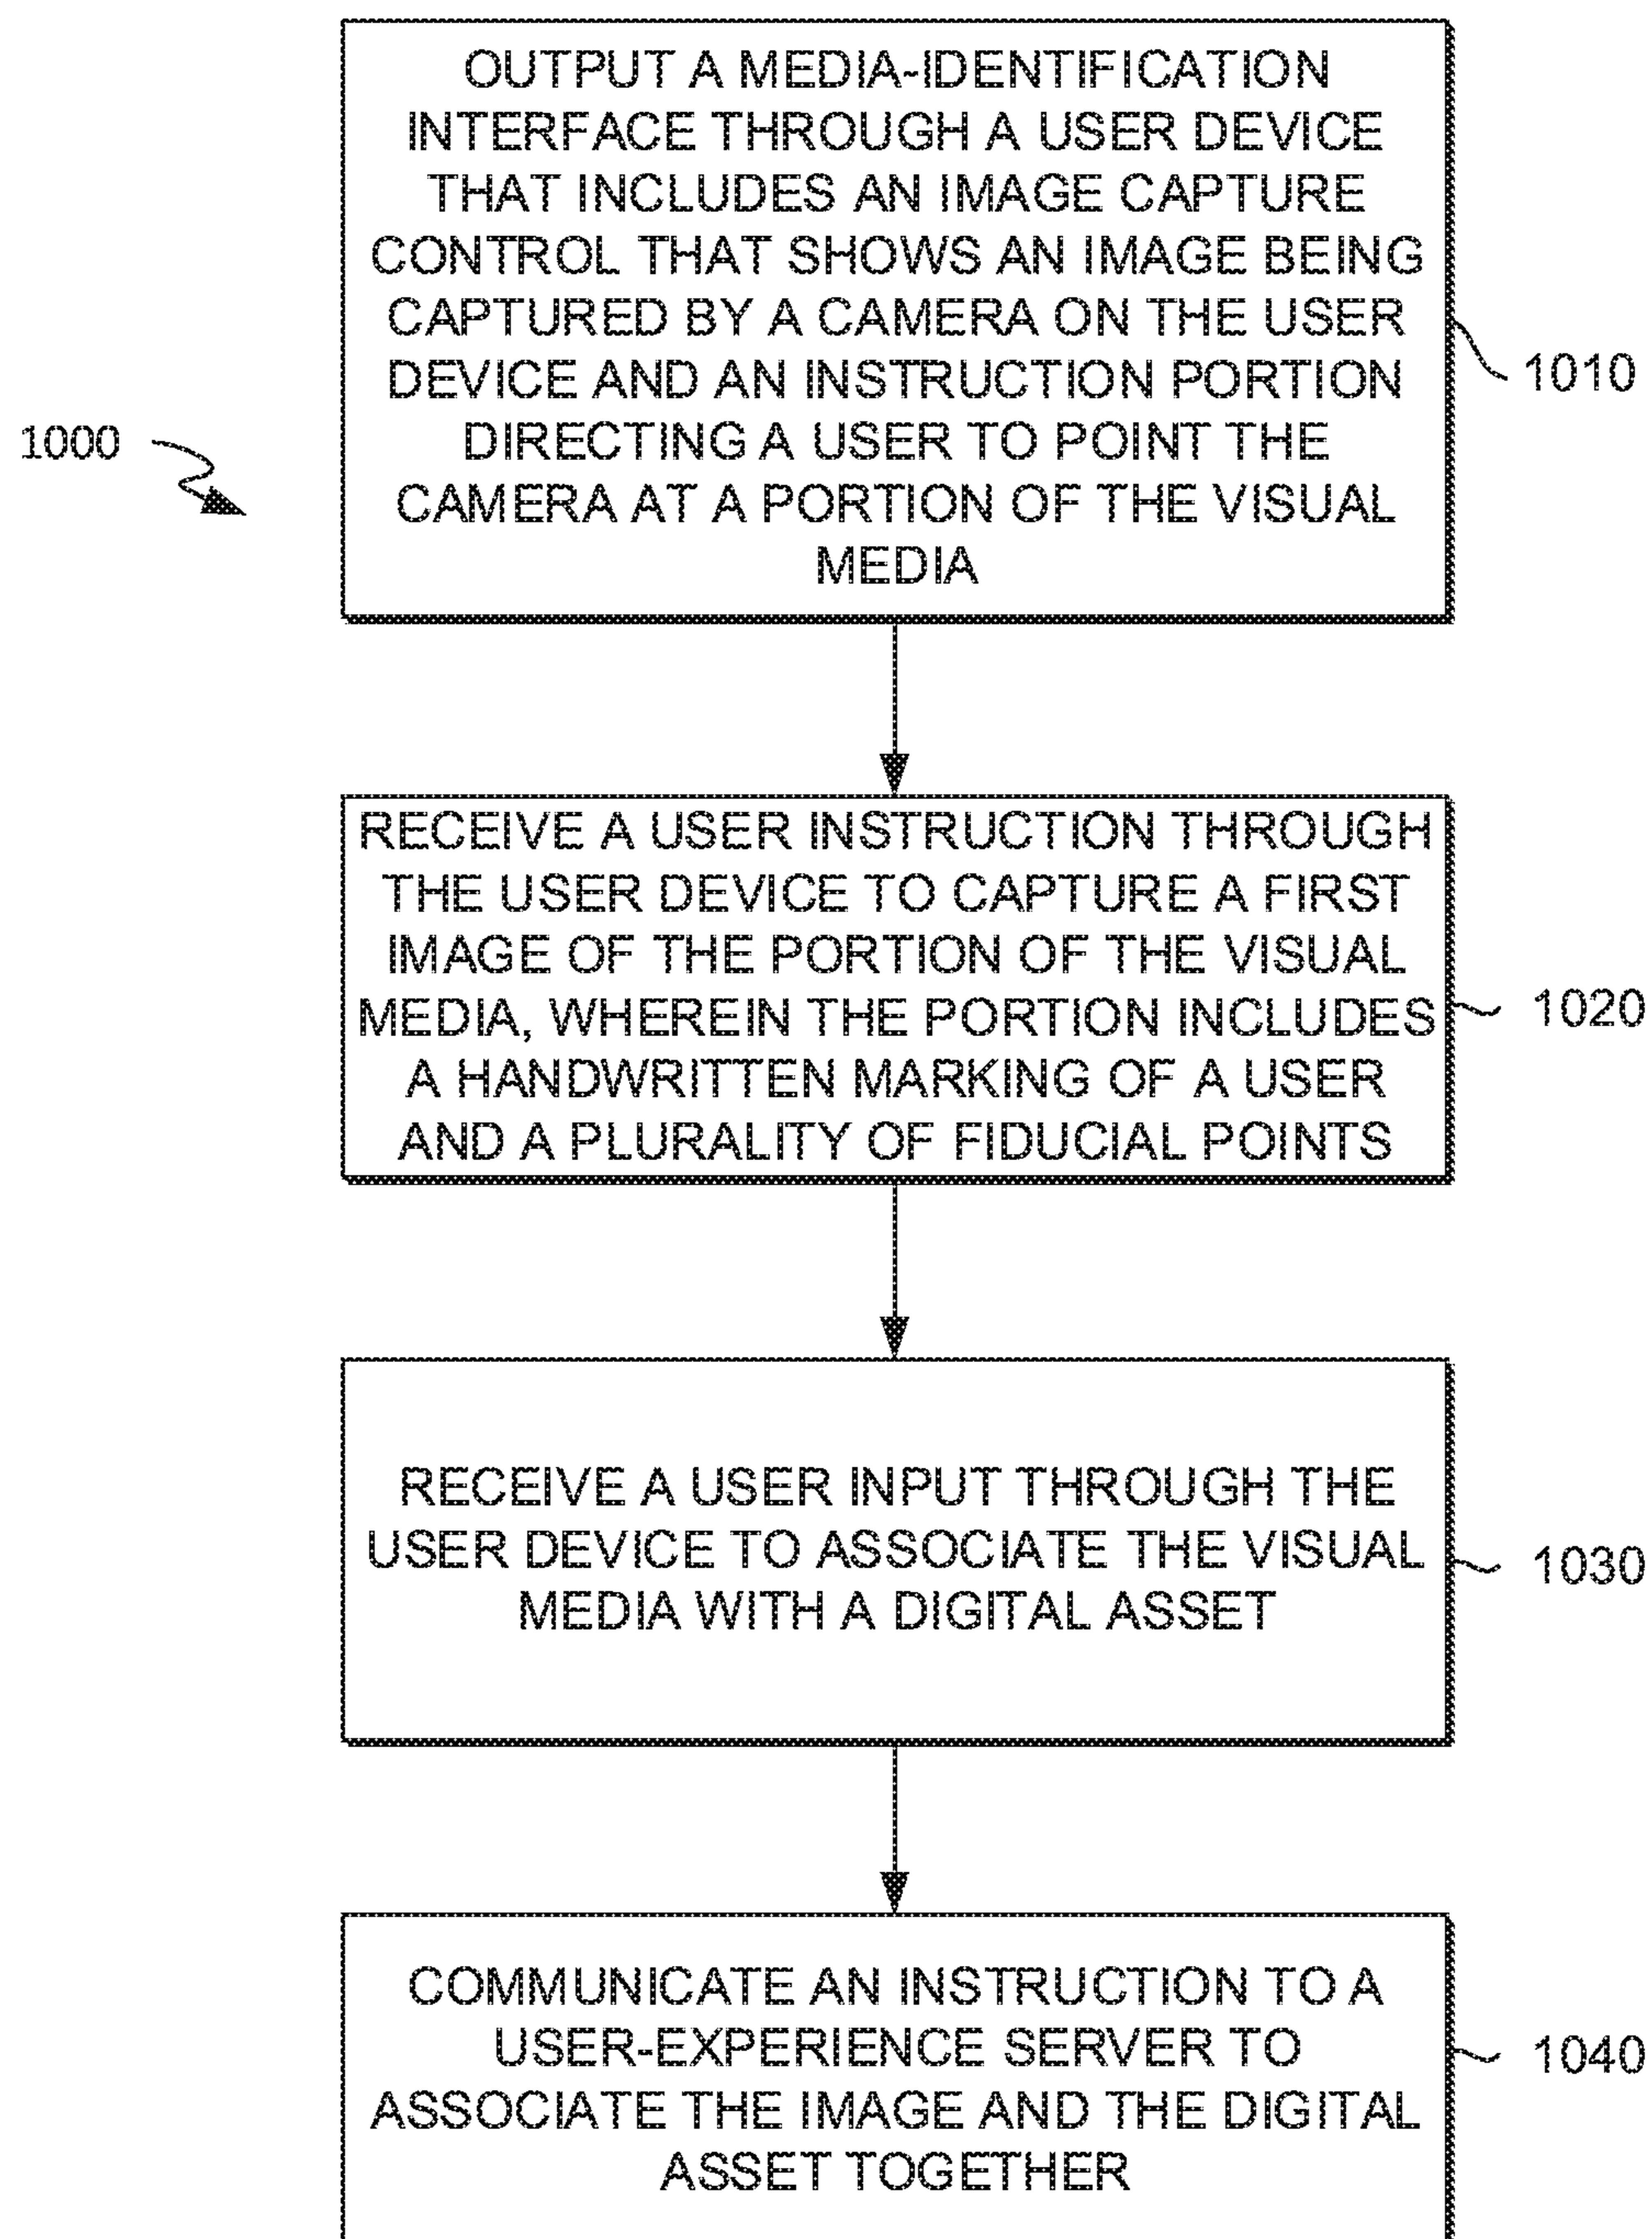 OUTPUT A MEDIA-IDENTIFICATION
INTERFACE THROUGH A USER DEVICE
THAT INCLUDES AN IMAGE CAPTURE
CONTROL THAT SHOWS AN IMAGE BEING
CAPTURED BY A CAMERA ON THE USER
DEVICE AND AN INSTRUCTION PORTION
DIRECTING A USER TO POINT THE
CAMERA AT A PORTION OF THE VISUAL
MEDIA
1010
1000
RECEIVE A USER INSTRUCTION THROUGH
THE USER DEVICE TO CAPTURE A FIRST
IMAGE OF THE PORTION OF THE VISUAL
MEDIA, WHEREIN THE PORTION INCLUDES
A HANDWRITTEN MARKING OF A USER
AND A PLURALITY OF FIDUCIAL POINTS
1020
RECEIVE A USER INPUT THROUGH THE
USER DEVICE TO ASSOCIATE THE VISUAL
MEDIA WITH A DIGITAL ASSET
1030
COMMUNICATE AN INSTRUCTION TO A
USER-EXPERIENCE SERVER TO
ASSOCIATE THE IMAGE AND THE DIGITAL
ASSET TOGETHER
1040